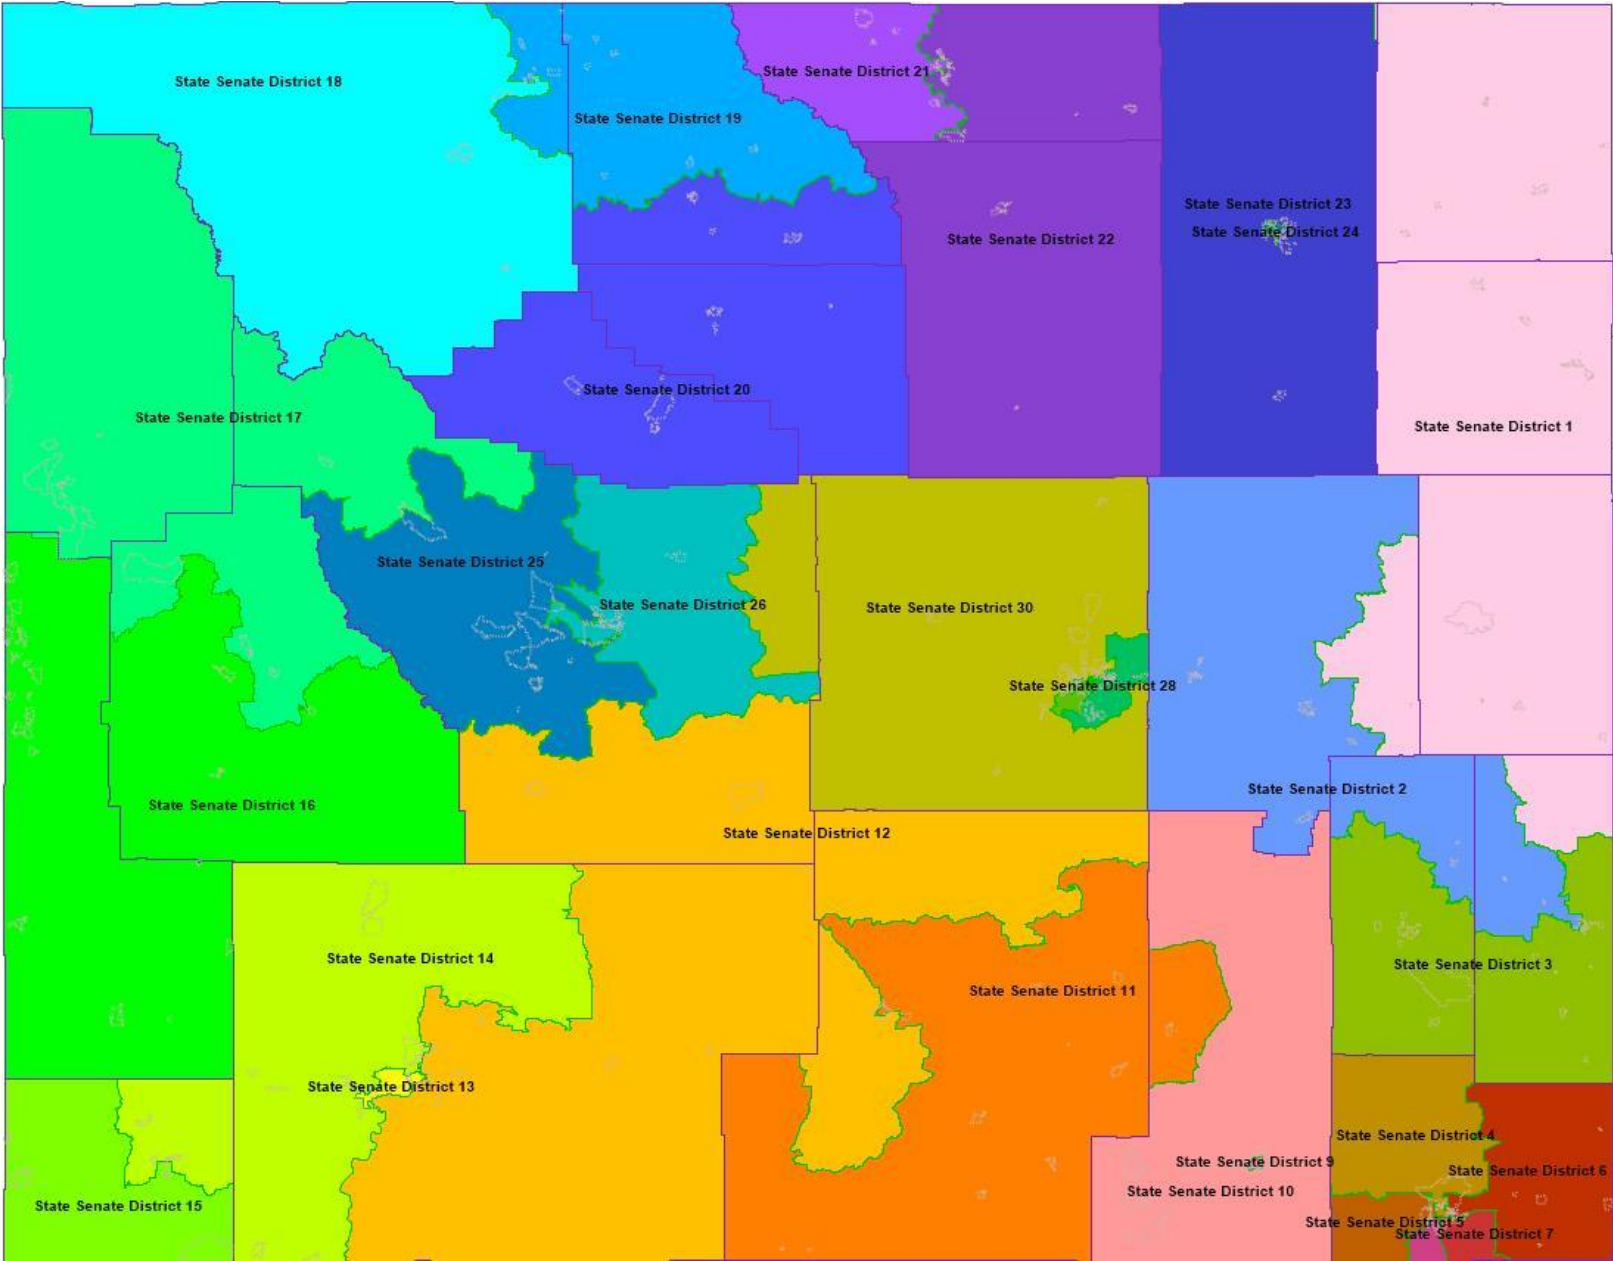 State Senate District 18
State Senate District 21
State Senate District 19
State Senate District 23
State Senate District 24
State Senate District 22
State Senate District 20
State Senate District 17
State Senate District 1
State Senate District 25
State Senate District 26
State Senate District 30
State Senate District 28
State Senate District 2
State Senate District 16
State Senate District 12
State Senate District 14
State Senate District 3
State Senate District 11
State Senate District 13
State Senate District 4
State Senate District 9
State Senate District 6
State Senate District 10
State Senate District 15
State Senate District 5
State Senate District 7